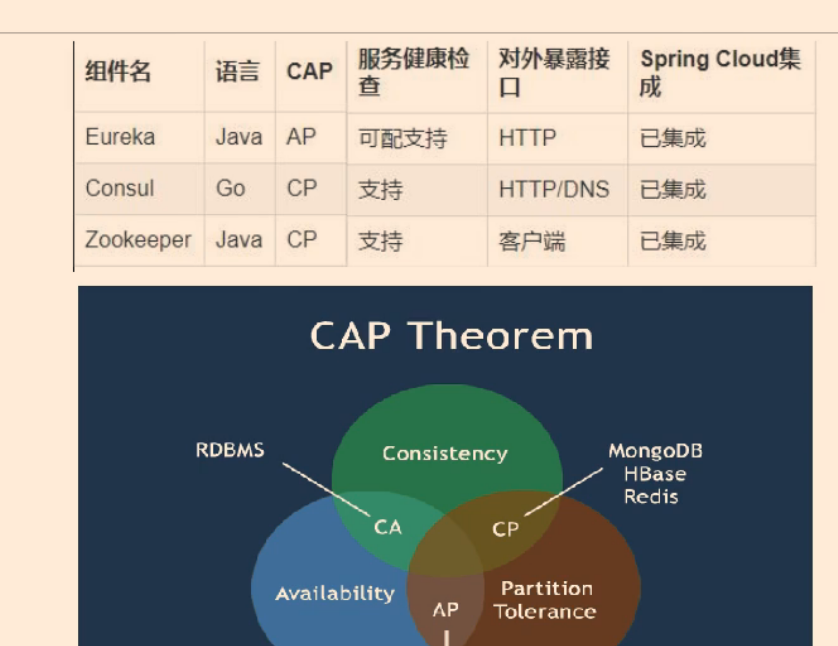 组件名 语言 CAP 服务健康检查 对外暴露接口 Spring Cloud集成
Eureka Java AP 可配支持 HTTP 已集成
Consul Go CP 支持 HTTP/DNS 已集成
Zookeeper Java CP 支持 客户端 已集成
CAP Theorem
RDBMS
Consistency
MongoDB
HBase
Redis
CA
CP
Availability
AP
Partition
Tolerance